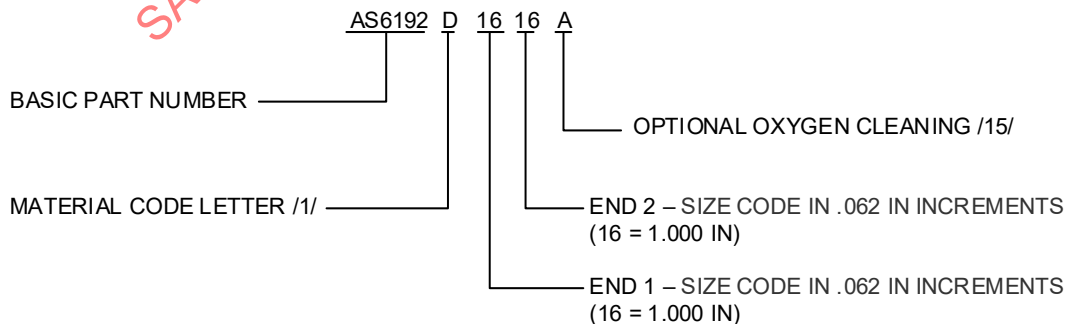 SA
AS6192 D 16 16 A
BASIC PART NUMBER
OPTIONAL OXYGEN CLEANING /15/
MATERIAL CODE LETTER /1/
END 2 – SIZE CODE IN .062 IN INCREMENTS
(16 = 1.000 IN)
END 1 – SIZE CODE IN .062 IN INCREMENTS
(16 = 1.000 IN)